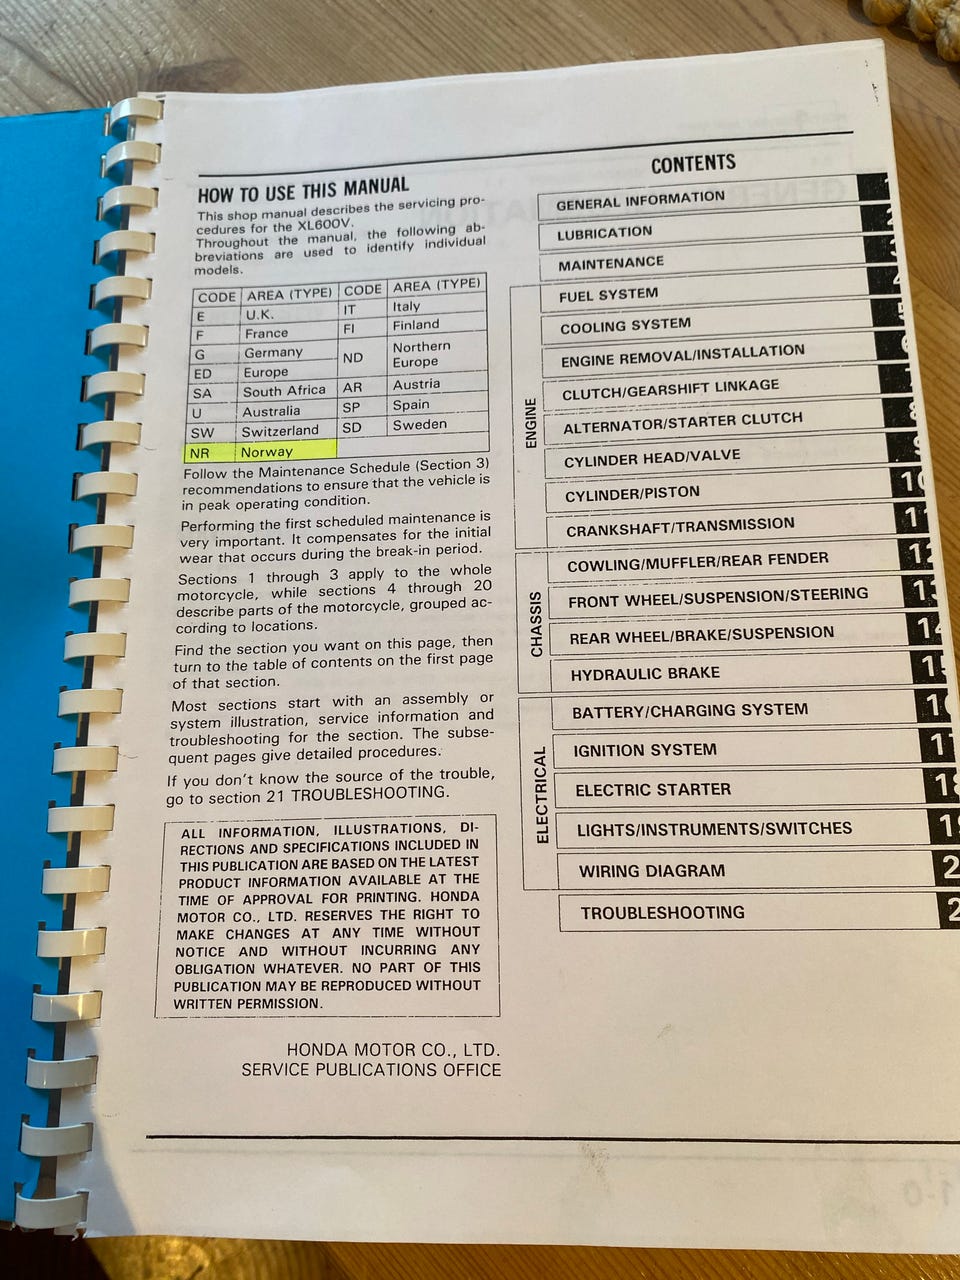 HOW TO USE THIS MANUAL
This shop manual describes the servicing pro-
cedures for the XL600V.
Throughout the manual, the following ab-
breviations are used to identify individual
models.
CODE AREA (TYPE) CODE AREA (TYPE)
E U.K. IT Italy
F France FI Finland
G Germany ND Northern Europe
ED Europe
SA South Africa AR Austria
U Australia SP Spain
SW Switzerland SD Sweden
NR Norway
Follow the Maintenance Schedule (Section 3)
recommendations to ensure that the vehicle is
in peak operating condition.
Performing the first scheduled maintenance is
very important. It compensates for the initial
wear that occurs during the break-in period.
Sections 1 through 3 apply to the whole
motorcycle, while sections 4 through 20
describe parts of the motorcycle, grouped ac-
cording to locations.
Find the section you want on this page, then
turn to the table of contents on the first page
of that section.
Most sections start with an assembly or
system illustration, service information and
troubleshooting for the section. The subse-
quent pages give detailed procedures.
If you don't know the source of the trouble,
go to section 21 TROUBLESHOOTING.
ALL INFORMATION, ILLUSTRATIONS, DI-
RECTIONS AND SPECIFICATIONS INCLUDED IN
THIS PUBLICATION ARE BASED ON THE LATEST
PRODUCT INFORMATION AVAILABLE AT THE
TIME OF APPROVAL FOR PRINTING. HONDA
MOTOR CO., LTD. RESERVES THE RIGHT TO
MAKE CHANGES AT ANY TIME WITHOUT
NOTICE AND WITHOUT INCURRING ANY
OBLIGATION WHATEVER. NO PART OF THIS
PUBLICATION MAY BE REPRODUCED WITHOUT
WRITTEN PERMISSION.
HONDA MOTOR CO., LTD.
SERVICE PUBLICATIONS OFFICE
CONTENTS
GENERAL INFORMATION
LUBRICATION
MAINTENANCE
ENGINE
FUEL SYSTEM
COOLING SYSTEM
ENGINE REMOVAL/INSTALLATION
CLUTCH/GEARSHIFT LINKAGE
ALTERNATOR/STARTER CLUTCH
CYLINDER HEAD/VALVE
CYLINDER/PISTON
CRANKSHAFT/TRANSMISSION
CHASSIS
COWLING/MUFFLER/REAR FENDER
FRONT WHEEL/SUSPENSION/STEERING
REAR WHEEL/BRAKE/SUSPENSION
HYDRAULIC BRAKE
ELECTRICAL
BATTERY/CHARGING SYSTEM
IGNITION SYSTEM
ELECTRIC STARTER
LIGHTS/INSTRUMENTS/SWITCHES
WIRING DIAGRAM
TROUBLESHOOTING